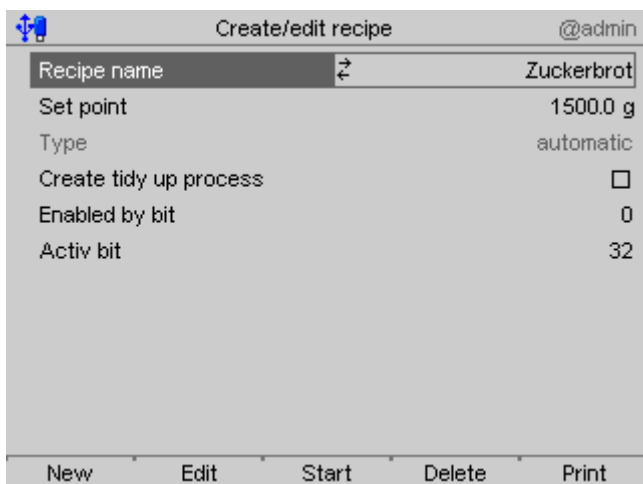 Create/edit recipe @admin
Recipe name Zuckerbrot
Set point 1500.0 g
Type automatic
Create tidy up process
Enabled by bit 0
Activ bit 32
New Edit Start Delete Print